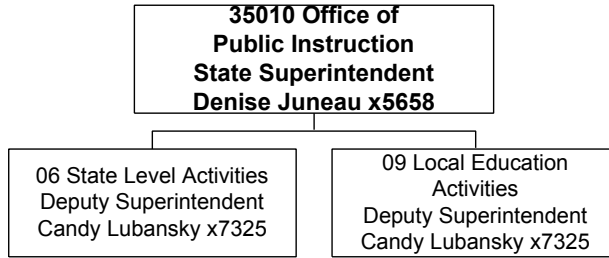 35010 Office of
Public Instruction
State Superintendent
Denise Juneau x5658
06 State Level Activities
Deputy Superintendent
Candy Lubansky x7325
09 Local Education
Activities
Deputy Superintendent
Candy Lubansky x7325